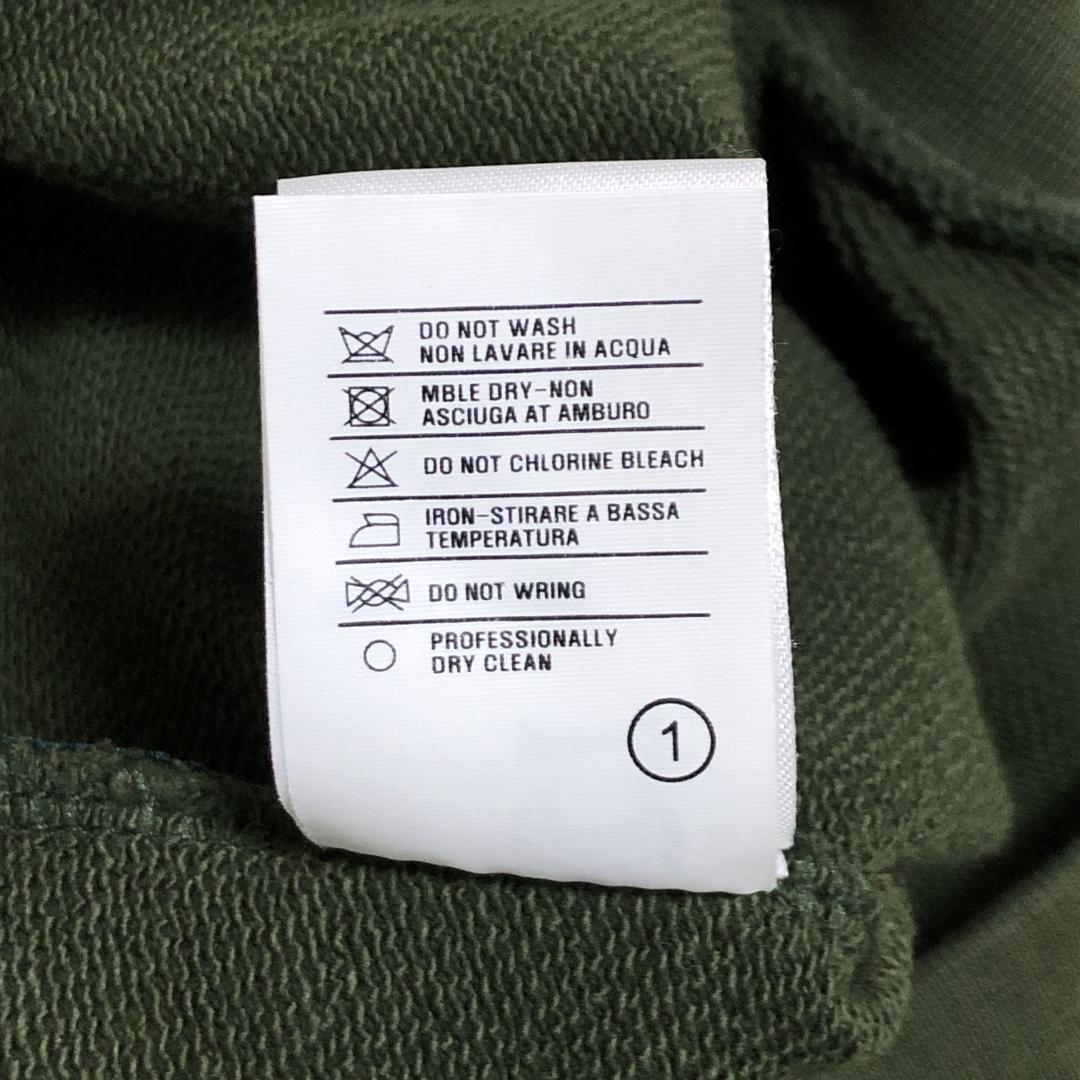 DO NOT WASH
NON LAVARE IN ACQUA
MBLE DRY-NON
ASCIUGA AT AMBURO
DO NOT CHLORINE BLEACH
IRON-STIRARE A BASSA
TEMPERATURA
DO NOT WRING
PROFESSIONALLY
DRY CLEAN
1